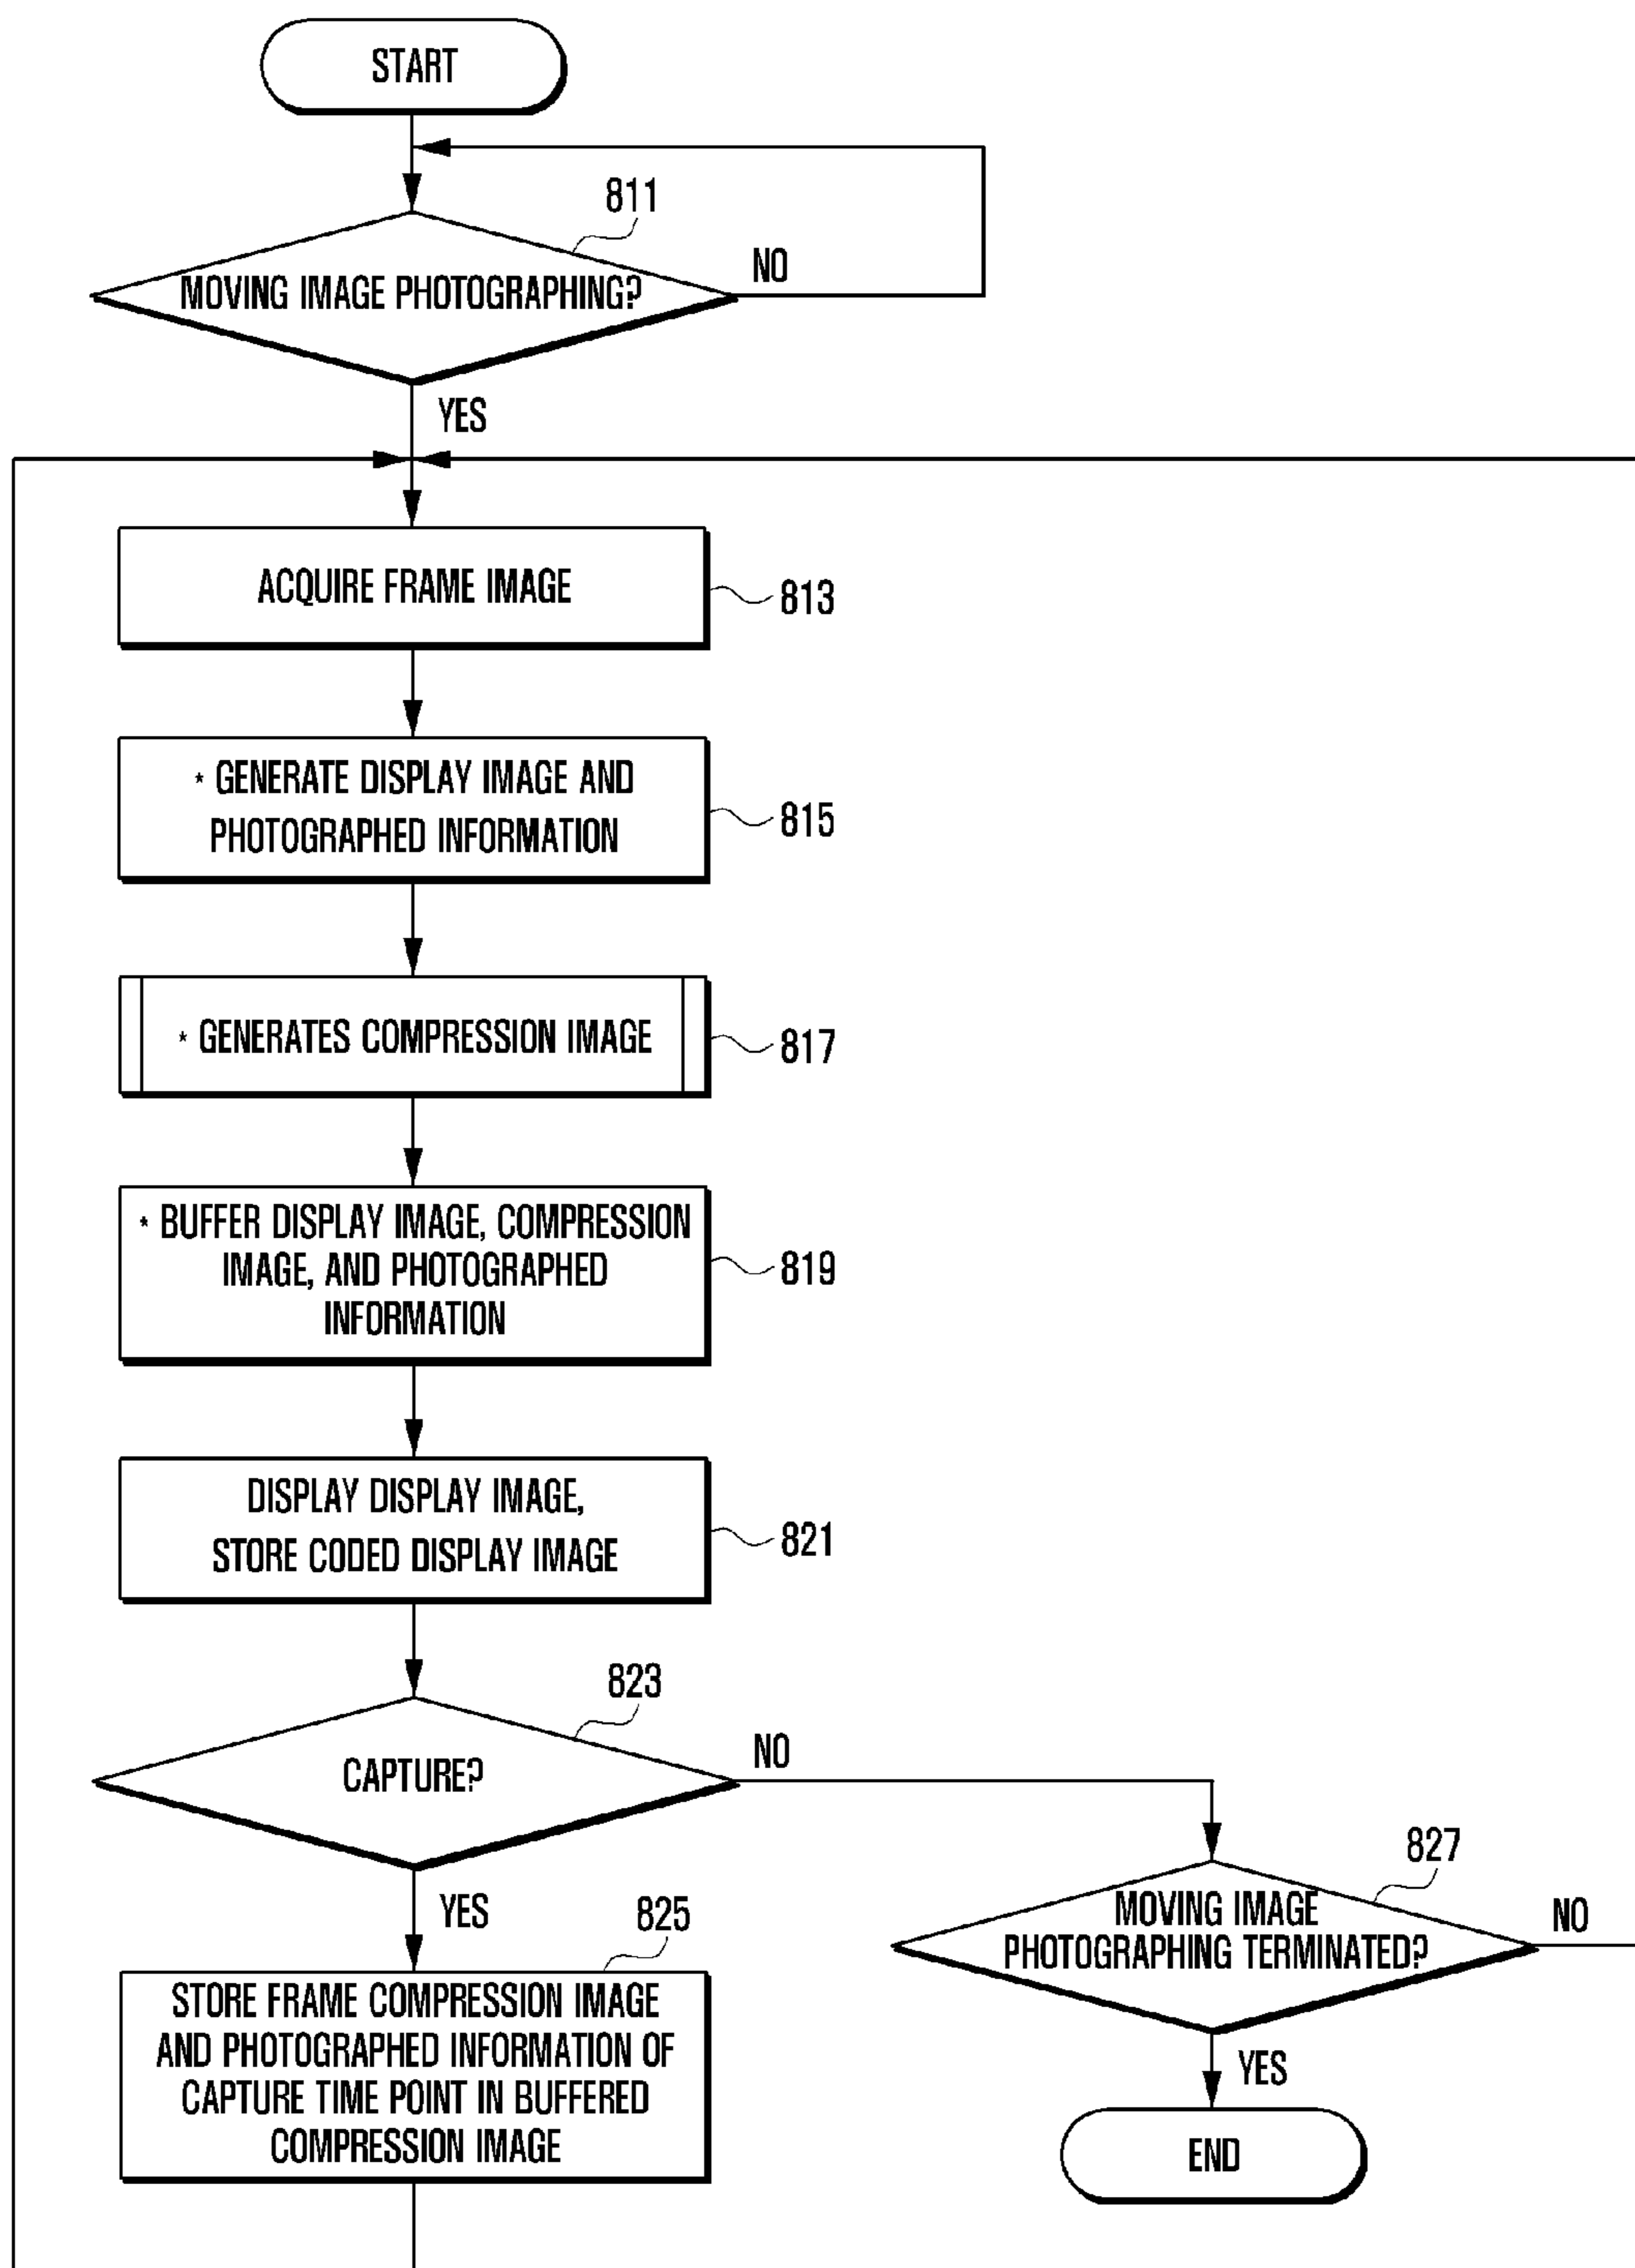 START
811
MOVING IMAGE PHOTOGRAPHING?
NO
YES
ACQUIRE FRAME IMAGE
813
* GENERATE DISPLAY IMAGE AND
PHOTOGRAPHED INFORMATION
815
* GENERATES COMPRESSION IMAGE
817
* BUFFER DISPLAY IMAGE, COMPRESSION
IMAGE, AND PHOTOGRAPHED
INFORMATION
819
DISPLAY DISPLAY IMAGE,
STORE CODED DISPLAY IMAGE
821
823
CAPTURE?
NO
YES
825
STORE FRAME COMPRESSION IMAGE
AND PHOTOGRAPHED INFORMATION OF
CAPTURE TIME POINT IN BUFFERED
COMPRESSION IMAGE
827
MOVING IMAGE
PHOTOGRAPHING TERMINATED?
NO
YES
END